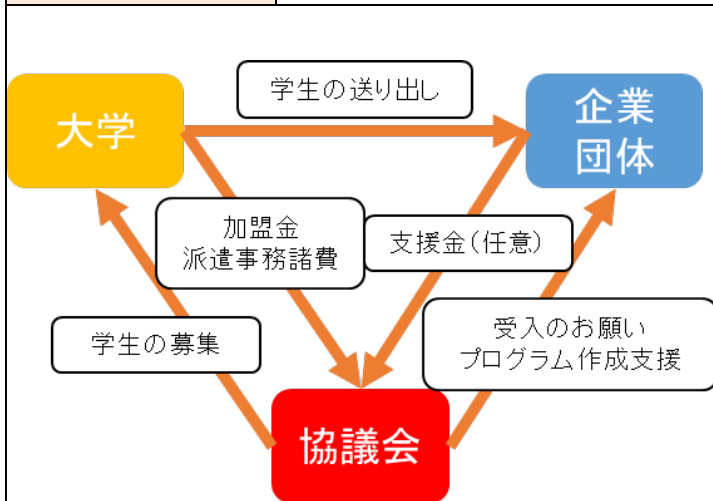 学生の送り出し
大学
企業
団体
加盟金
派遣事務諸費
支援金(任意)
学生の募集
受入のお願い
プログラム作成支援
協議会